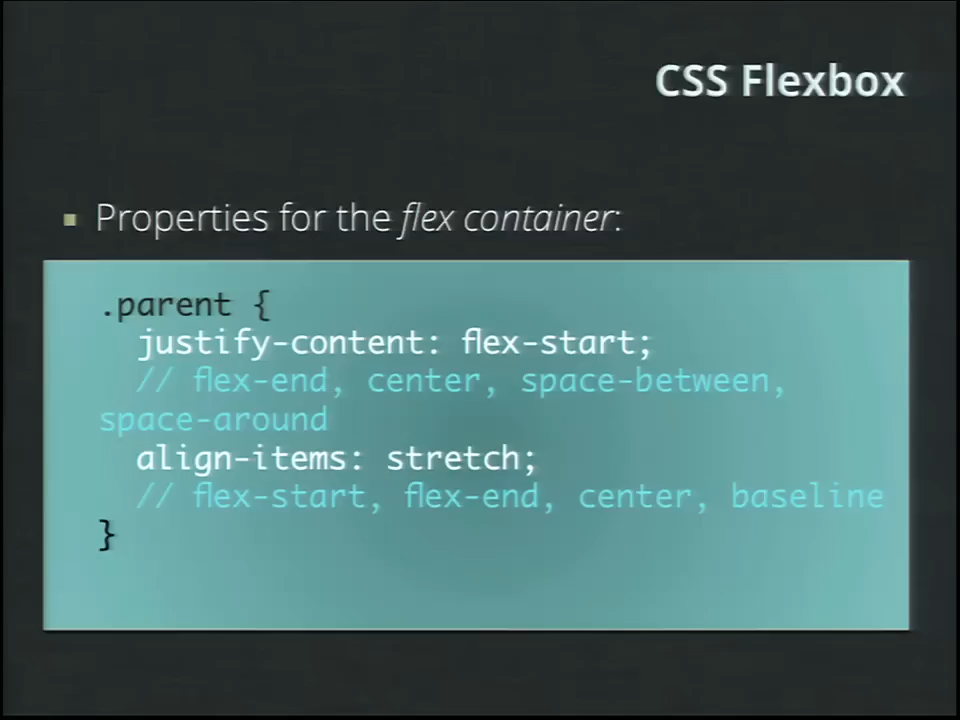 CSS Flexbox
Properties for the flex container:
.parent {
justify-content: flex-start;
// flex-end, center, space-between,
space-around
align-items: stretch;
// flex-start, flex-end, center, baseline
}